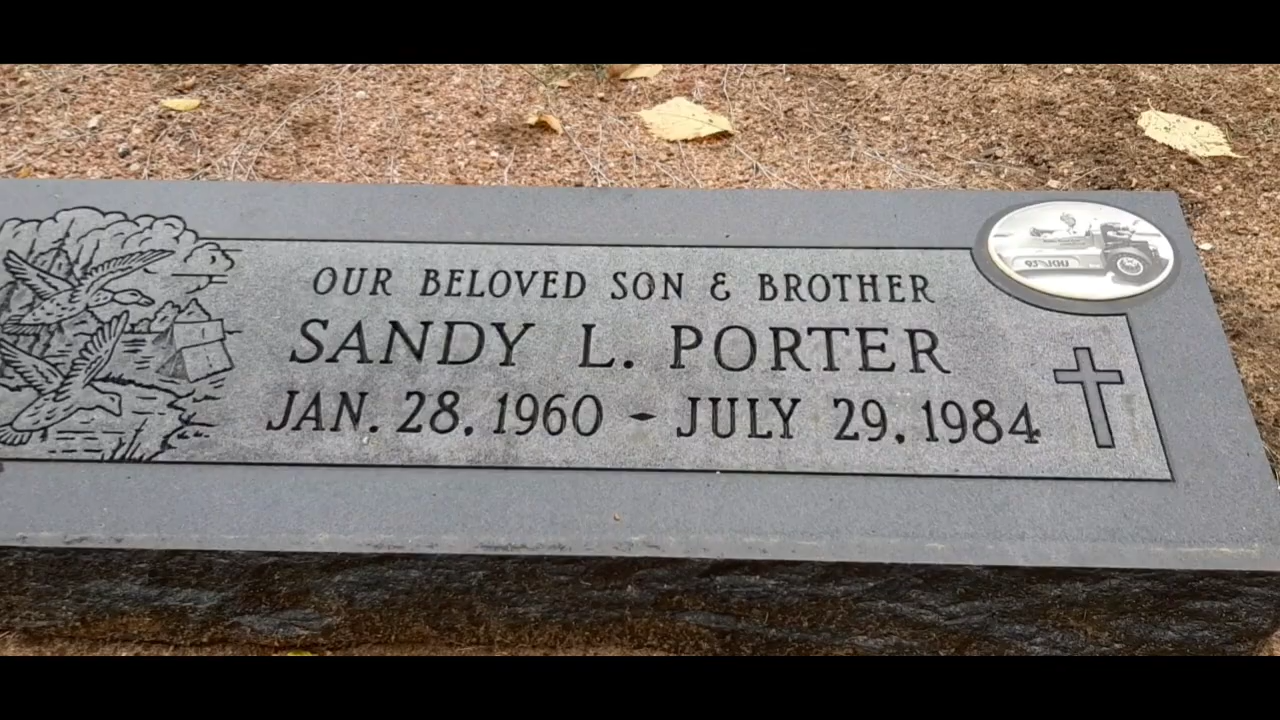 OUR BELOVED SON & BROTHER
SANDY L. PORTER
JAN. 28, 1960 - JULY 29, 1984